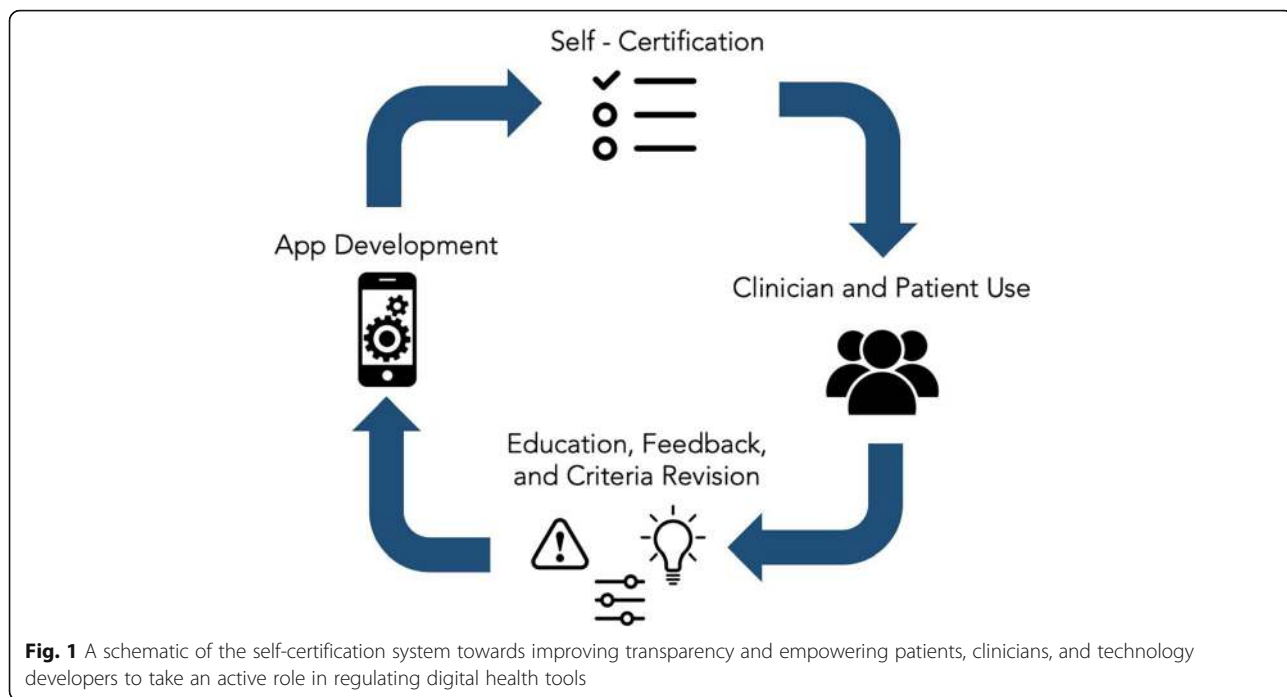 Self - Certification
App Development
Clinician and Patient Use
Education, Feedback,
and Criteria Revision
Fig. 1 A schematic of the self-certification system towards improving transparency and empowering patients, clinicians, and technology
developers to take an active role in regulating digital health tools